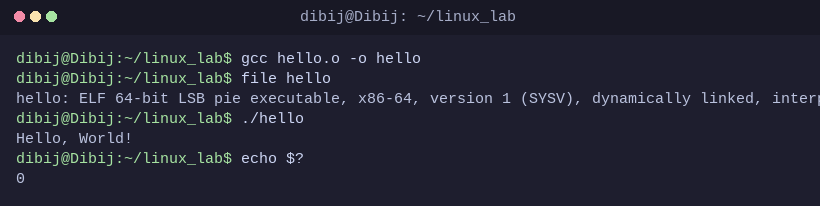 dibij@Dibij: ~/linux_lab
dibij@Dibij:~/linux_lab$ gcc hello.o -o hello
dibij@Dibij:~/linux_lab$ file hello
hello: ELF 64-bit LSB pie executable, x86-64, version 1 (SYSV), dynamically linked, interp
dibij@Dibij:~/linux_lab$ ./hello
Hello, World!
dibij@Dibij:~/linux_lab$ echo $?
0